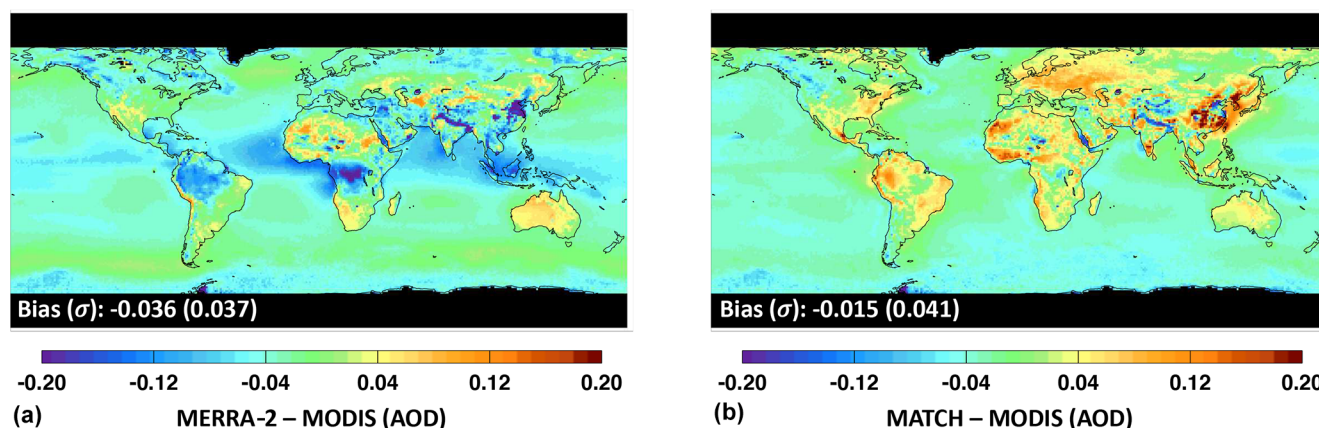 Bias (σ): -0.036 (0.037)
-0.20 -0.12 -0.04 0.04 0.12 0.20
(a) MERRA-2 – MODIS (AOD)
Bias (σ): -0.015 (0.041)
-0.20 -0.12 -0.04 0.04 0.12 0.20
(b) MATCH – MODIS (AOD)